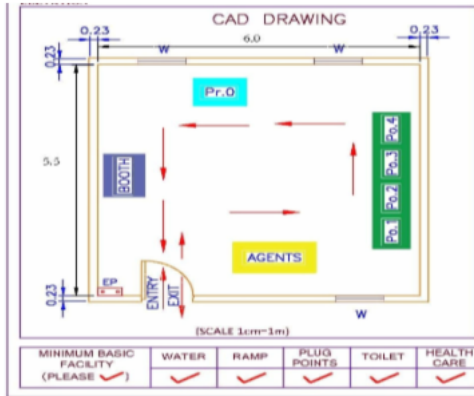 CAD DRAWING
0,23
6,0
0,23
W
W
0,23
Pr.O
5,5
BOOTH
Po.4
Po.3
Po.2
Po.1
AGENTS
EP
ENTRY
EXIT
0,23
W
(SCALE 1cm-1m)
MINIMUM BASIC FACILITY (PLEASE ✓)
WATER
RAMP
PLUG POINTS
TOILET
HEALTH CARE